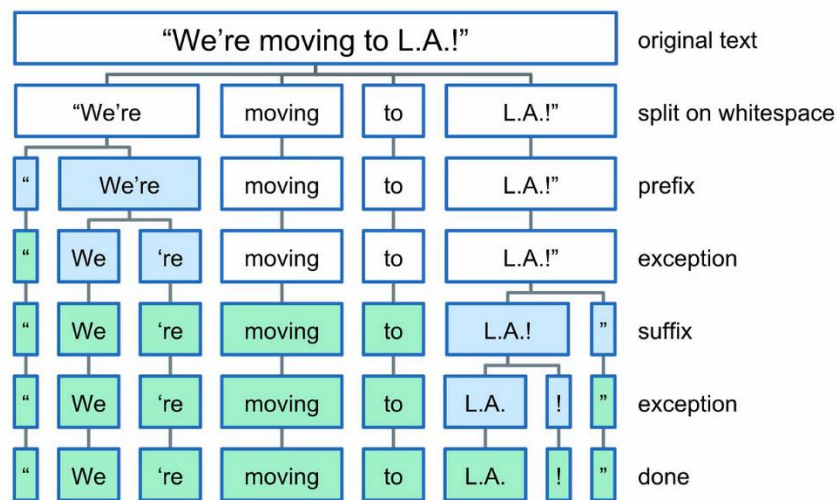 “We’re moving to L.A.!” original text
“We’re moving to L.A.!” split on whitespace
“ We’re moving to L.A.!” prefix
“ We ‘re moving to L.A.!” exception
“ We ‘re moving to L.A.! ” suffix
“ We ‘re moving to L.A. ! ” exception
“ We ‘re moving to L.A. ! ” done